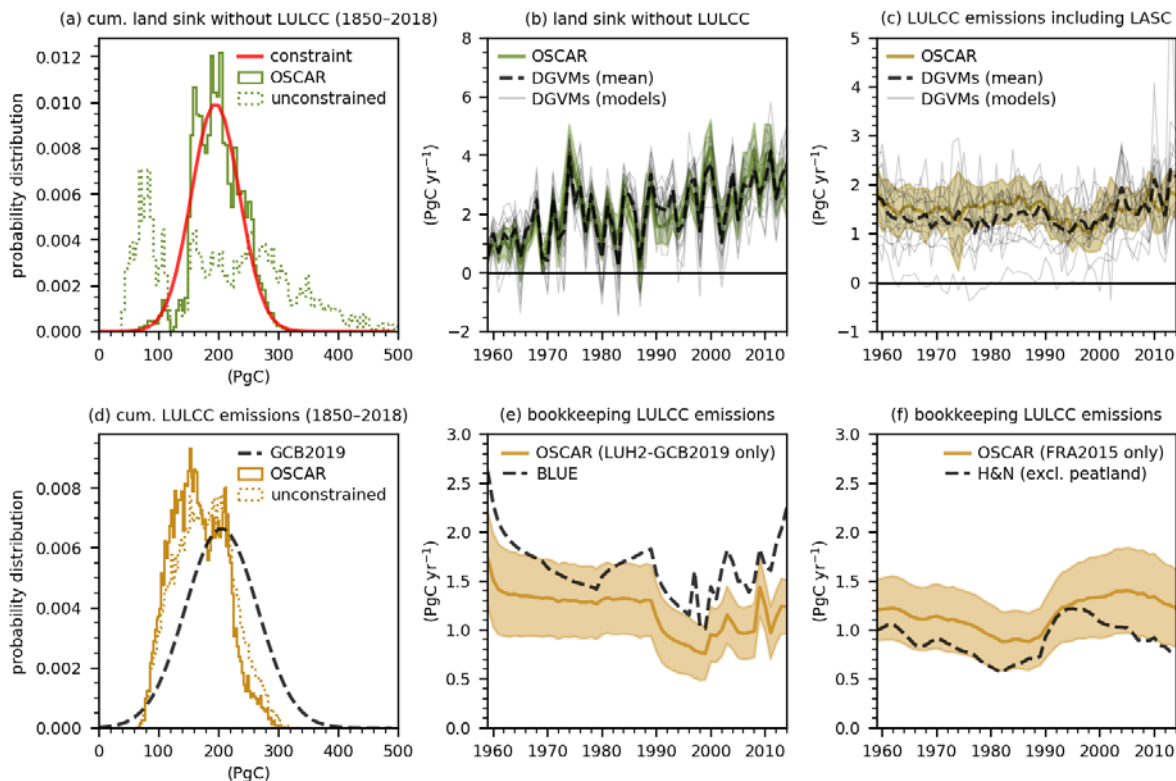 (a) cum. land sink without LULCC (1850–2018)
constraint
OSCAR
unconstrained
probability distribution
0.012
0.010
0.008
0.006
0.004
0.002
0.000
0 100 200 300 400 500
(PgC)
(b) land sink without LULCC
OSCAR
DGVMs (mean)
DGVMs (models)
(PgC yr⁻¹)
8
6
4
2
0
−2
1960 1970 1980 1990 2000 2010
(c) LULCC emissions including LASC
OSCAR
DGVMs (mean)
DGVMs (models)
(PgC yr⁻¹)
5
4
3
2
1
0
−1
1960 1970 1980 1990 2000 2010
(d) cum. LULCC emissions (1850–2018)
GCB2019
OSCAR
unconstrained
probability distribution
0.008
0.006
0.004
0.002
0.000
0 100 200 300 400 500
(PgC)
(e) bookkeeping LULCC emissions
OSCAR (LUH2-GCB2019 only)
BLUE
(PgC yr⁻¹)
3.0
2.5
2.0
1.5
1.0
0.5
0.0
1960 1970 1980 1990 2000 2010
(f) bookkeeping LULCC emissions
OSCAR (FRA2015 only)
H&N (excl. peatland)
(PgC yr⁻¹)
3.0
2.5
2.0
1.5
1.0
0.5
0.0
1960 1970 1980 1990 2000 2010